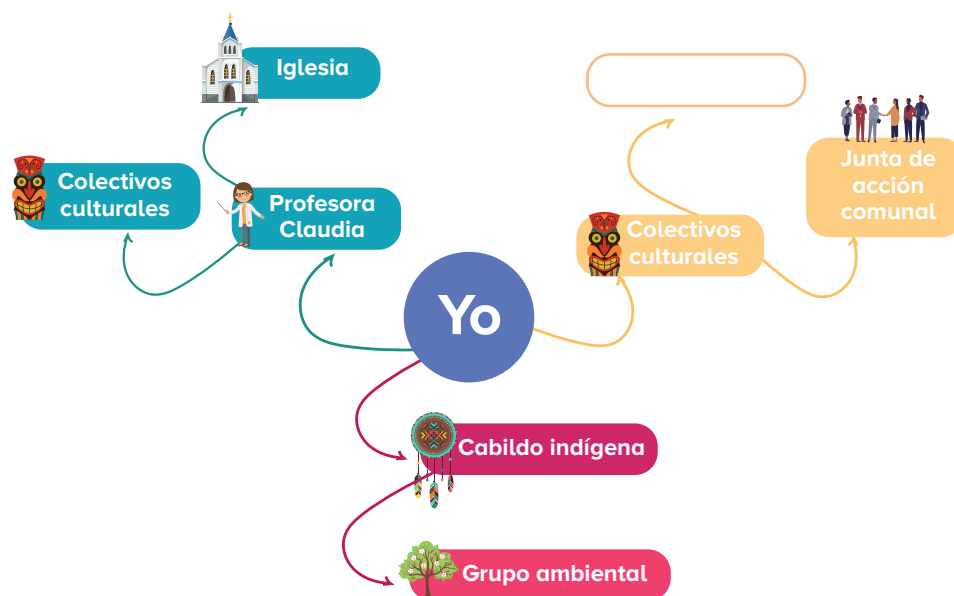 Iglesia
Colectivos
culturales
Profesora
Claudia
Yo
Colectivos
culturales
Junta de
acción
comunal
Cabildo indígena
Grupo ambiental